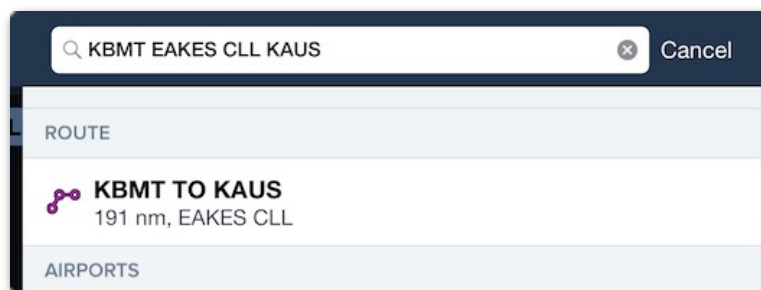 KBMT EAKES CLL KAUS Cancel
L
ROUTE
KBMT TO KAUS
191 nm, EAKES CLL
AIRPORTS